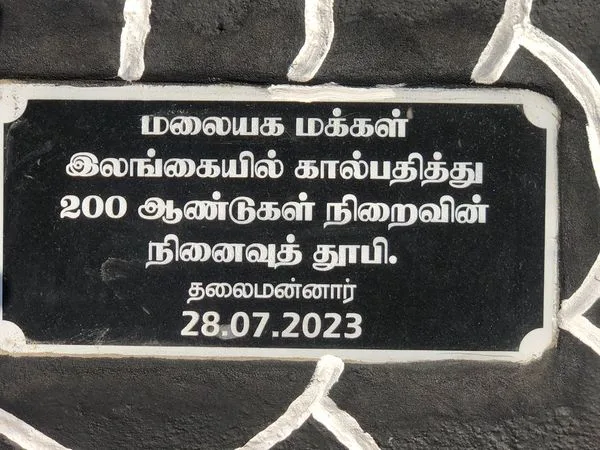 மலையக மக்கள்
இலங்கையில் கால்பதித்து
200 ஆண்டுகள் நிறைவின்
நினைவுத் தூபி.
தலைமன்னார்
28.07.2023